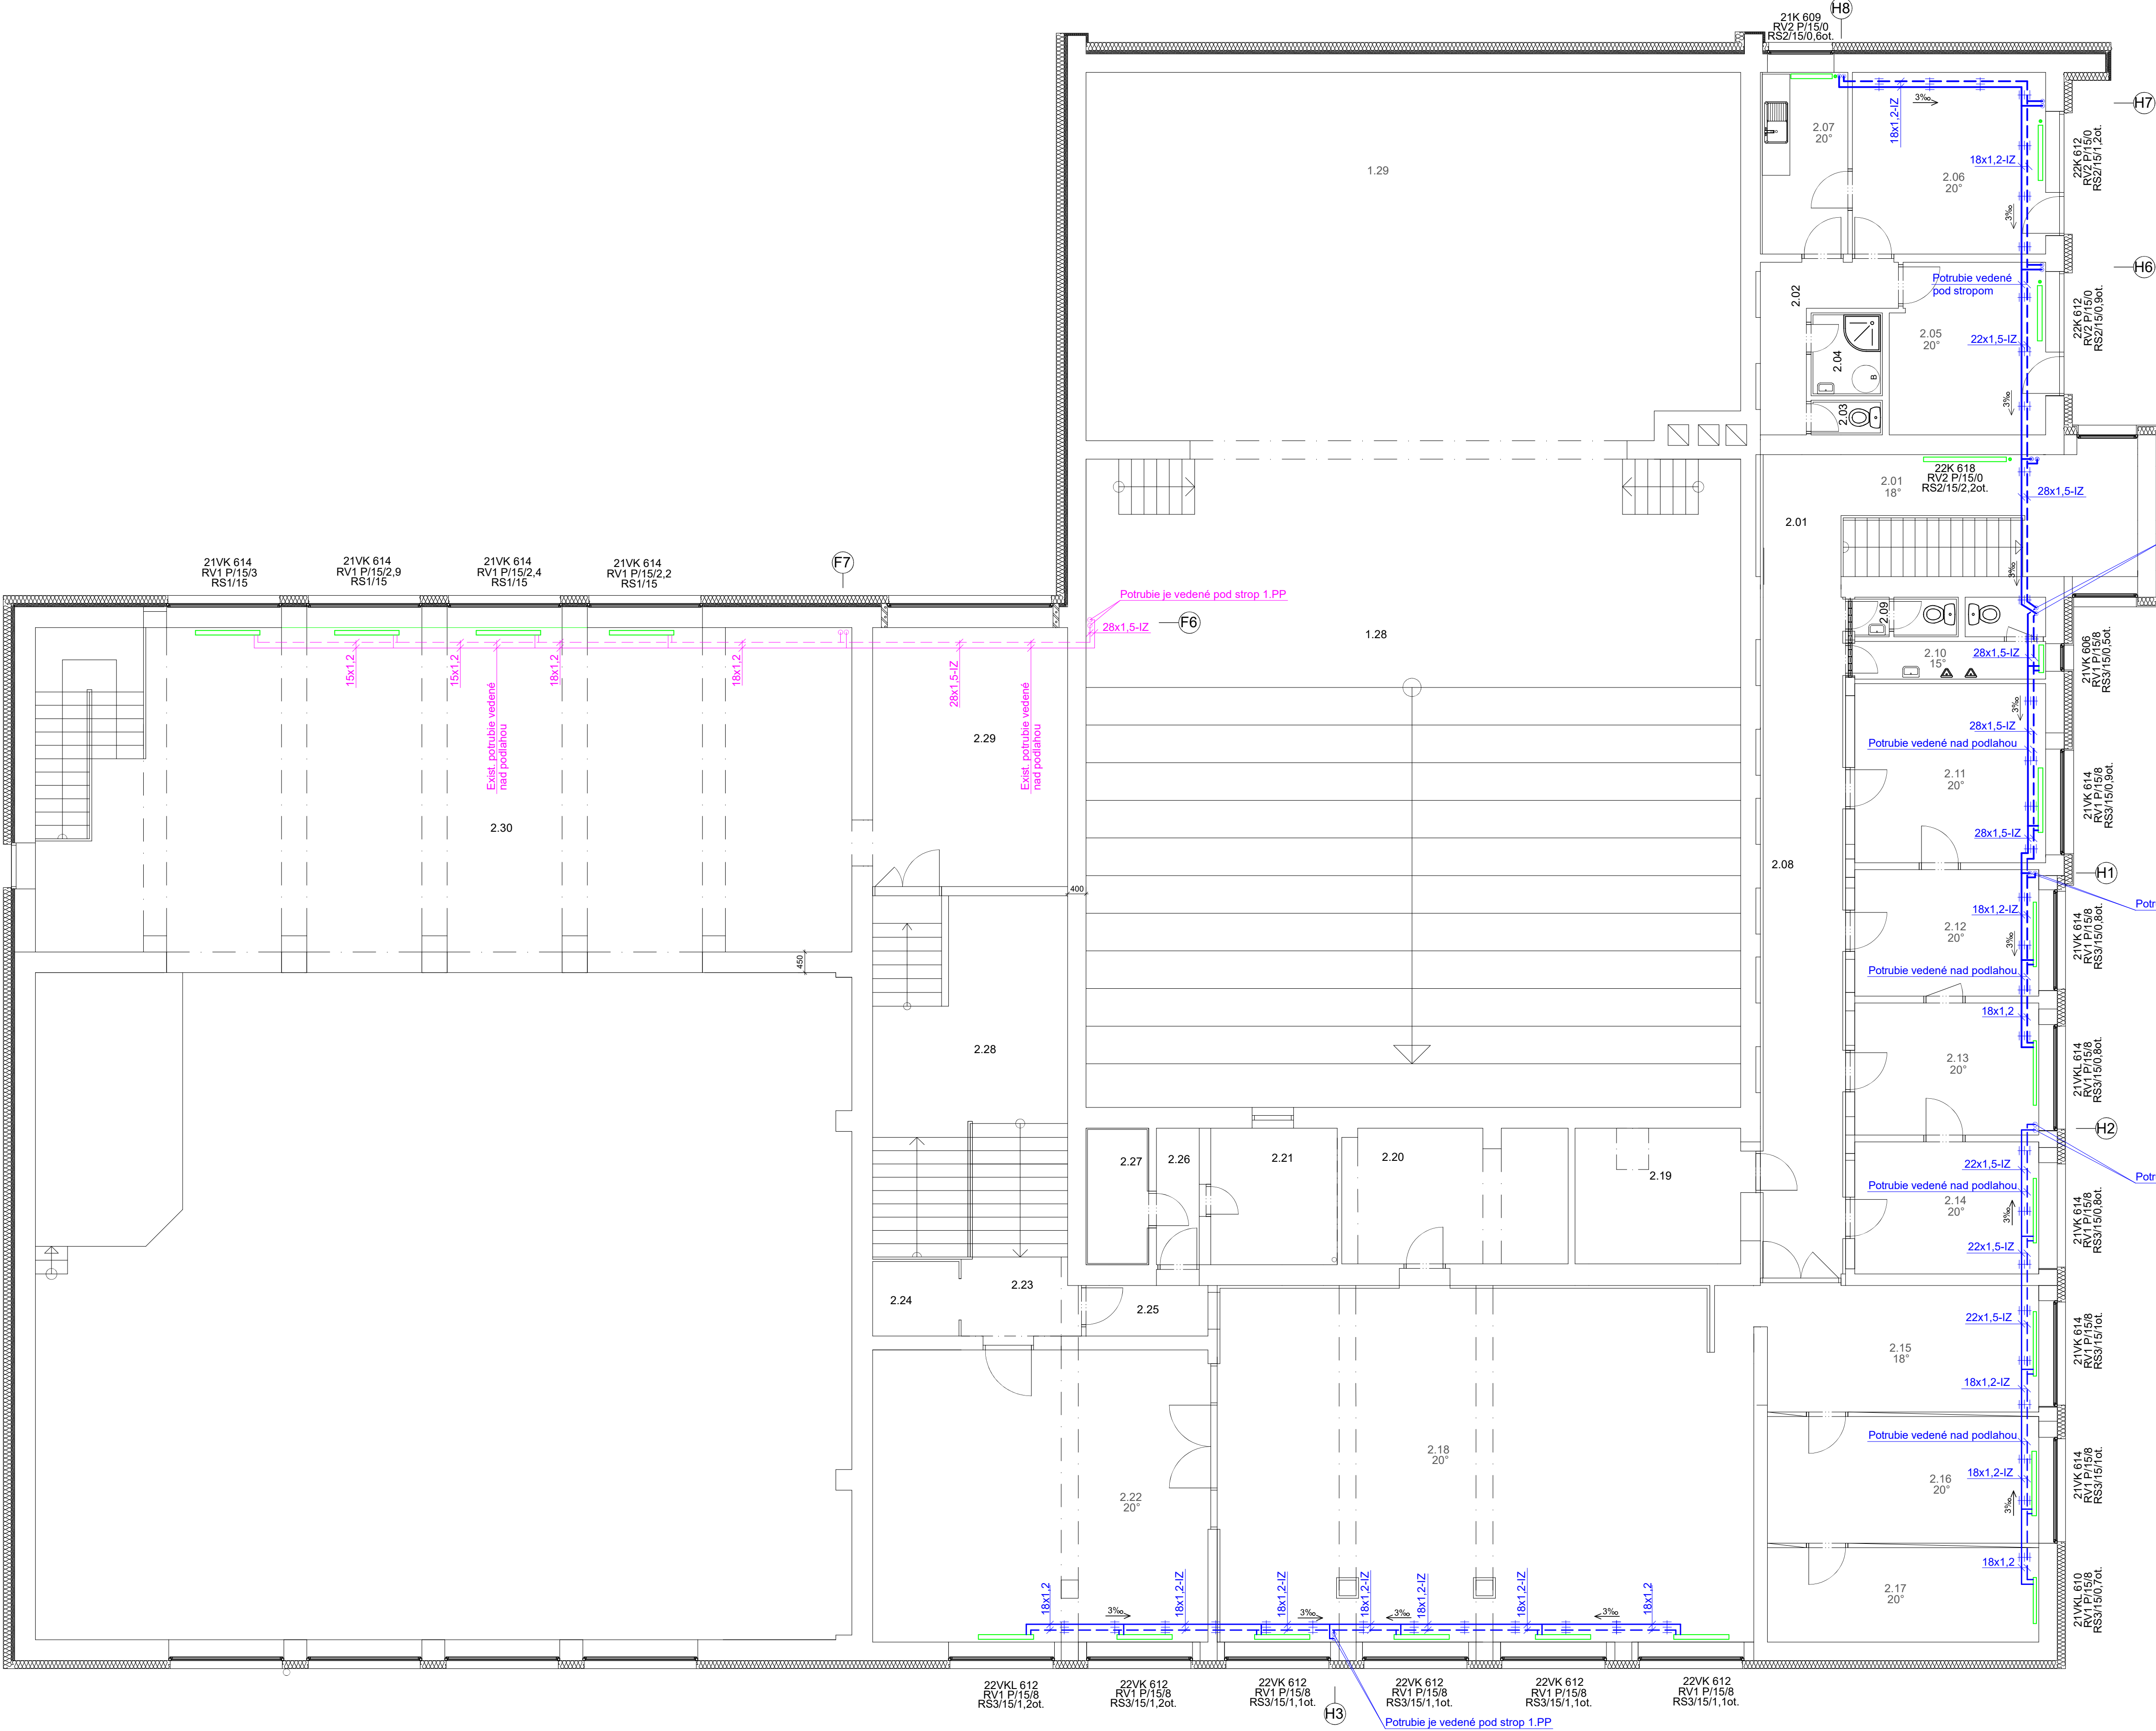 H8
21K 609
RV2 P/15/0
RS2/15/0,6ot.
H7
22K 612
RV2 P/15/0
RS2/15/1,2ot.
H6
22K 612
RV2 P/15/0
RS2/15/0,9ot.
18x1,2-IZ
3‰
2.07
20°
1.29
18x1,2-IZ
2.06
20°
3‰
2.02
Potrubie vedené
pod stropom
2.05
20°
22x1,5-IZ
2.04
B
2.03
3‰
22K 618
RV2 P/15/0
RS2/15/2,2ot.
2.01
18°
28x1,5-IZ
2.01
3‰
21VK 614
RV1 P/15/3
RS1/15
21VK 614
RV1 P/15/2,9
RS1/15
21VK 614
RV1 P/15/2,4
RS1/15
21VK 614
RV1 P/15/2,2
RS1/15
F7
Potrubie je vedené pod strop 1.PP
28x1,5-IZ
F6
1.28
15x1,2
15x1,2
18x1,2
18x1,2
28x1,5-IZ
Exist. potrubie vedené
nad podlahou
Exist. potrubie vedené
nad podlahou
2.29
2.30
2.09
2.10
15°
28x1,5-IZ
21VK 606
RV1 P/15/8
RS3/15/0,5ot.
3‰
28x1,5-IZ
Potrubie vedené nad podlahou
2.11
20°
28x1,5-IZ
21VK 614
RV1 P/15/8
RS3/15/0,9ot.
2.08
H1
Potr
400
18x1,2-IZ
2.12
20°
3‰
Potrubie vedené nad podlahou
21VK 614
RV1 P/15/8
RS3/15/0,8ot.
450
18x1,2
2.13
20°
21VKL 614
RV1 P/15/8
RS3/15/0,8ot.
2.28
H2
Potr
2.27
2.26
2.21
2.20
2.19
22x1,5-IZ
Potrubie vedené nad podlahou
2.14
20°
3‰
22x1,5-IZ
21VK 614
RV1 P/15/8
RS3/15/0,8ot.
2.23
2.24
2.25
22x1,5-IZ
2.15
18°
18x1,2-IZ
21VK 614
RV1 P/15/8
RS3/15/1ot.
Potrubie vedené nad podlahou
2.18
20°
18x1,2-IZ
2.16
20°
3‰
21VK 614
RV1 P/15/8
RS3/15/1ot.
2.22
20°
18x1,2
2.17
20°
21VKL 610
RV1 P/15/8
RS3/15/0,7ot.
18x1,2
3‰
18x1,2-IZ
18x1,2-IZ
3‰
18x1,2-IZ
3‰
18x1,2-IZ
18x1,2-IZ
3‰
18x1,2
22VKL 612
RV1 P/15/8
RS3/15/1,2ot.
22VK 612
RV1 P/15/8
RS3/15/1,2ot.
22VK 612
RV1 P/15/8
RS3/15/1,1ot.
H3
22VK 612
RV1 P/15/8
RS3/15/1,1ot.
22VK 612
RV1 P/15/8
RS3/15/1,1ot.
22VK 612
RV1 P/15/8
RS3/15/1,1ot.
Potrubie je vedené pod strop 1.PP